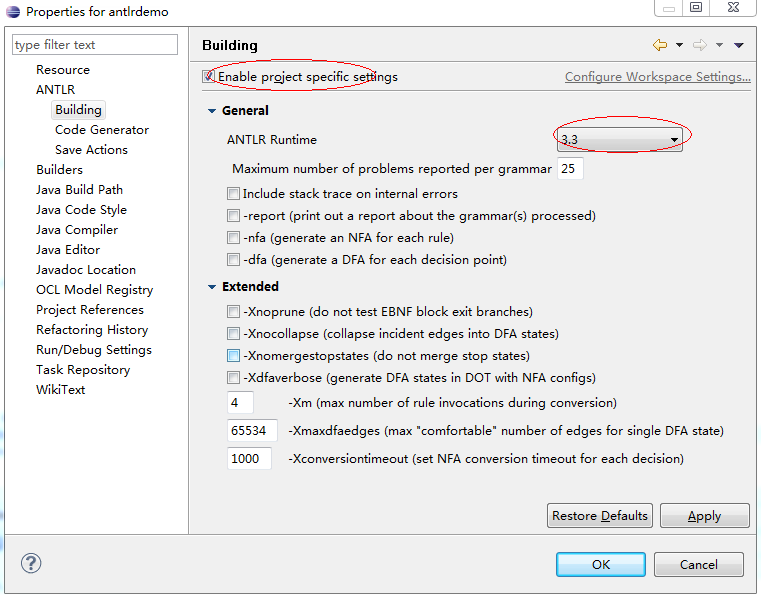 Properties for antlrdemo
type filter text
Resource
ANTLR
Building
Code Generator
Save Actions
Builders
Java Build Path
Java Code Style
Java Compiler
Java Editor
Javadoc Location
OCL Model Registry
Project References
Refactoring History
Run/Debug Settings
Task Repository
WikiText
Building
Enable project specific settings
Configure Workspace Settings...
General
ANTLR Runtime 3.3
Maximum number of problems reported per grammar 25
Include stack trace on internal errors
-report (print out a report about the grammar(s) processed)
-nfa (generate an NFA for each rule)
-dfa (generate a DFA for each decision point)
Extended
-Xnoprune (do not test EBNF block exit branches)
-Xnocollapse (collapse incident edges into DFA states)
-Xnomergestopstates (do not merge stop states)
-Xdfaverbose (generate DFA states in DOT with NFA configs)
4 -Xm (max number of rule invocations during conversion)
65534 -Xmaxdfaedges (max "comfortable" number of edges for single DFA state)
1000 -Xconversiontimeout (set NFA conversion timeout for each decision)
Restore Defaults
Apply
?
OK
Cancel